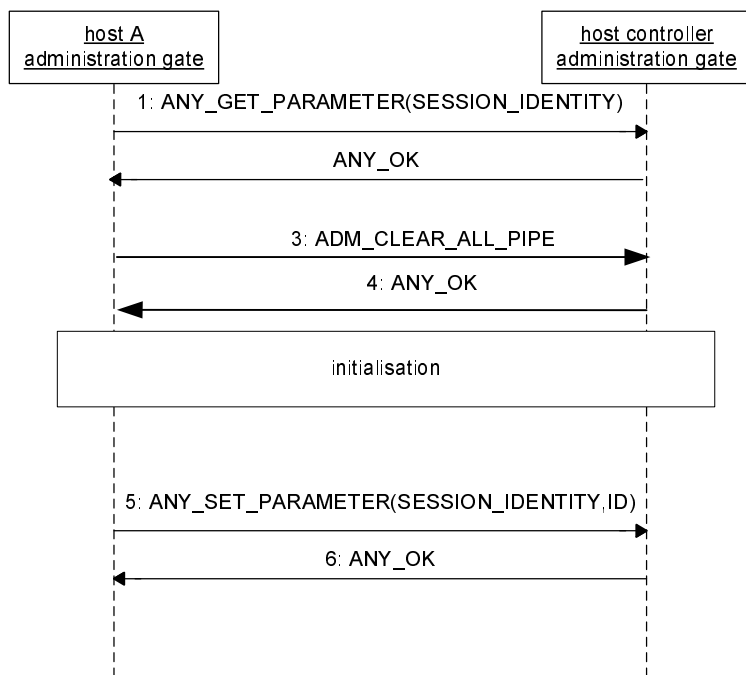 host A
administration gate
host controller
administration gate
1: ANY_GET_PARAMETER(SESSION_IDENTITY)
ANY_OK
3: ADM_CLEAR_ALL_PIPE
4: ANY_OK
initialisation
5: ANY_SET_PARAMETER(SESSION_IDENTITY,ID)
6: ANY_OK